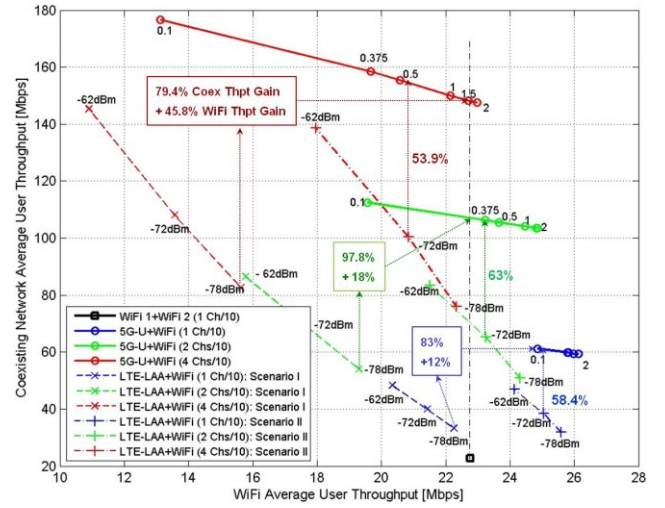 180
160
140
120
100
80
60
40
20
Coexisting Network Average User Throughput [Mbps]
0.1
0.375
0.5
1
1.5
2
79.4% Coex Thpt Gain
+ 45.8% WiFi Thpt Gain
-62dBm
-72dBm
-78dBm
-62dBm
-72dBm
-78dBm
53.9%
0.1
0.375
0.5
1
2
97.8%
+ 18%
63%
- 62dBm
-72dBm
-78dBm
-62dBm
-72dBm
-78dBm
83%
+12%
0.1
2
58.4%
-62dBm
-72dBm
-78dBm
-62dBm
-72dBm
-78dBm
WiFi 1+WiFi 2 (1 Ch/10)
5G-U+WiFi (1 Ch/10)
5G-U+WiFi (2 Chs/10)
5G-U+WiFi (4 Chs/10)
LTE-LAA+WiFi (1 Ch/10): Scenario I
LTE-LAA+WiFi (2 Chs/10): Scenario I
LTE-LAA+WiFi (4 Chs/10): Scenario I
LTE-LAA+WiFi (1 Ch/10): Scenario II
LTE-LAA+WiFi (2 Chs/10): Scenario II
LTE-LAA+WiFi (4 Chs/10): Scenario II
10 12 14 16 18 20 22 24 26 28
WiFi Average User Throughput [Mbps]